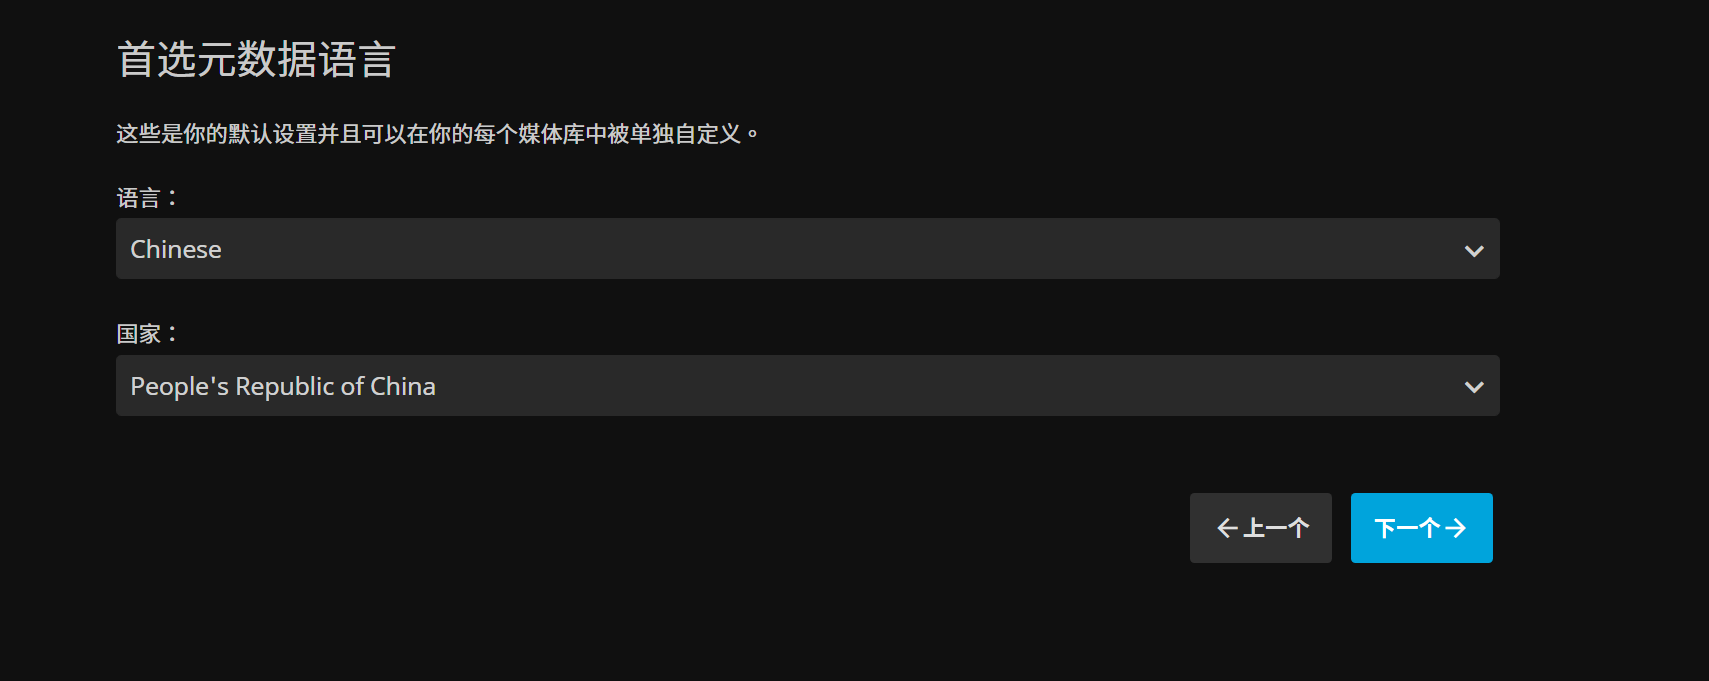 首选元数据语言
这些是你的默认设置并且可以在你的每个媒体库中被单独自定义。
语言：
Chinese
国家：
People's Republic of China
←上一个
下一个→